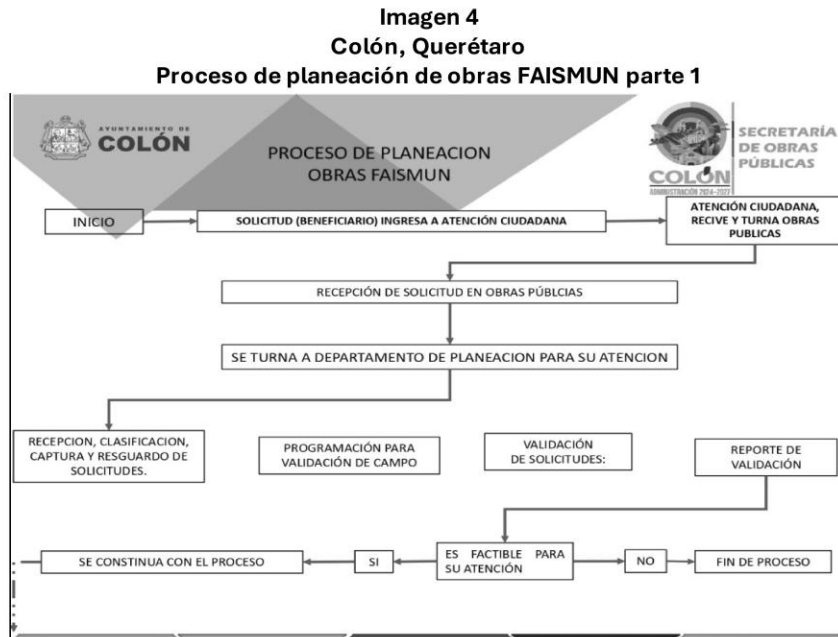 Imagen 4
Colón, Querétaro
Proceso de planeación de obras FAISMUN parte 1
AYUNTAMIENTO DE
COLÓN
PROCESO DE PLANEACION
OBRAS FAISMUN
COLÓN
ADMINISTRACIÓN 2024-2027
SECRETARÍA
DE OBRAS
PÚBLICAS
INICIO
SOLICITUD (BENEFICIARIO) INGRESA A ATENCIÓN CIUDADANA
ATENCIÓN CIUDADANA,
RECIVE Y TURNA OBRAS
PUBLICAS
RECEPCIÓN DE SOLICITUD EN OBRAS PÚBLCIAS
SE TURNA A DEPARTAMENTO DE PLANEACION PARA SU ATENCION
RECEPCION, CLASIFICACION,
CAPTURA Y RESGUARDO DE
SOLICITUDES.
PROGRAMACIÓN PARA
VALIDACIÓN DE CAMPO
VALIDACIÓN
DE SOLICITUDES:
REPORTE DE
VALIDACIÓN
SE CONSTINUA CON EL PROCESO
SI
ES FACTIBLE PARA
SU ATENCIÓN
NO
FIN DE PROCESO